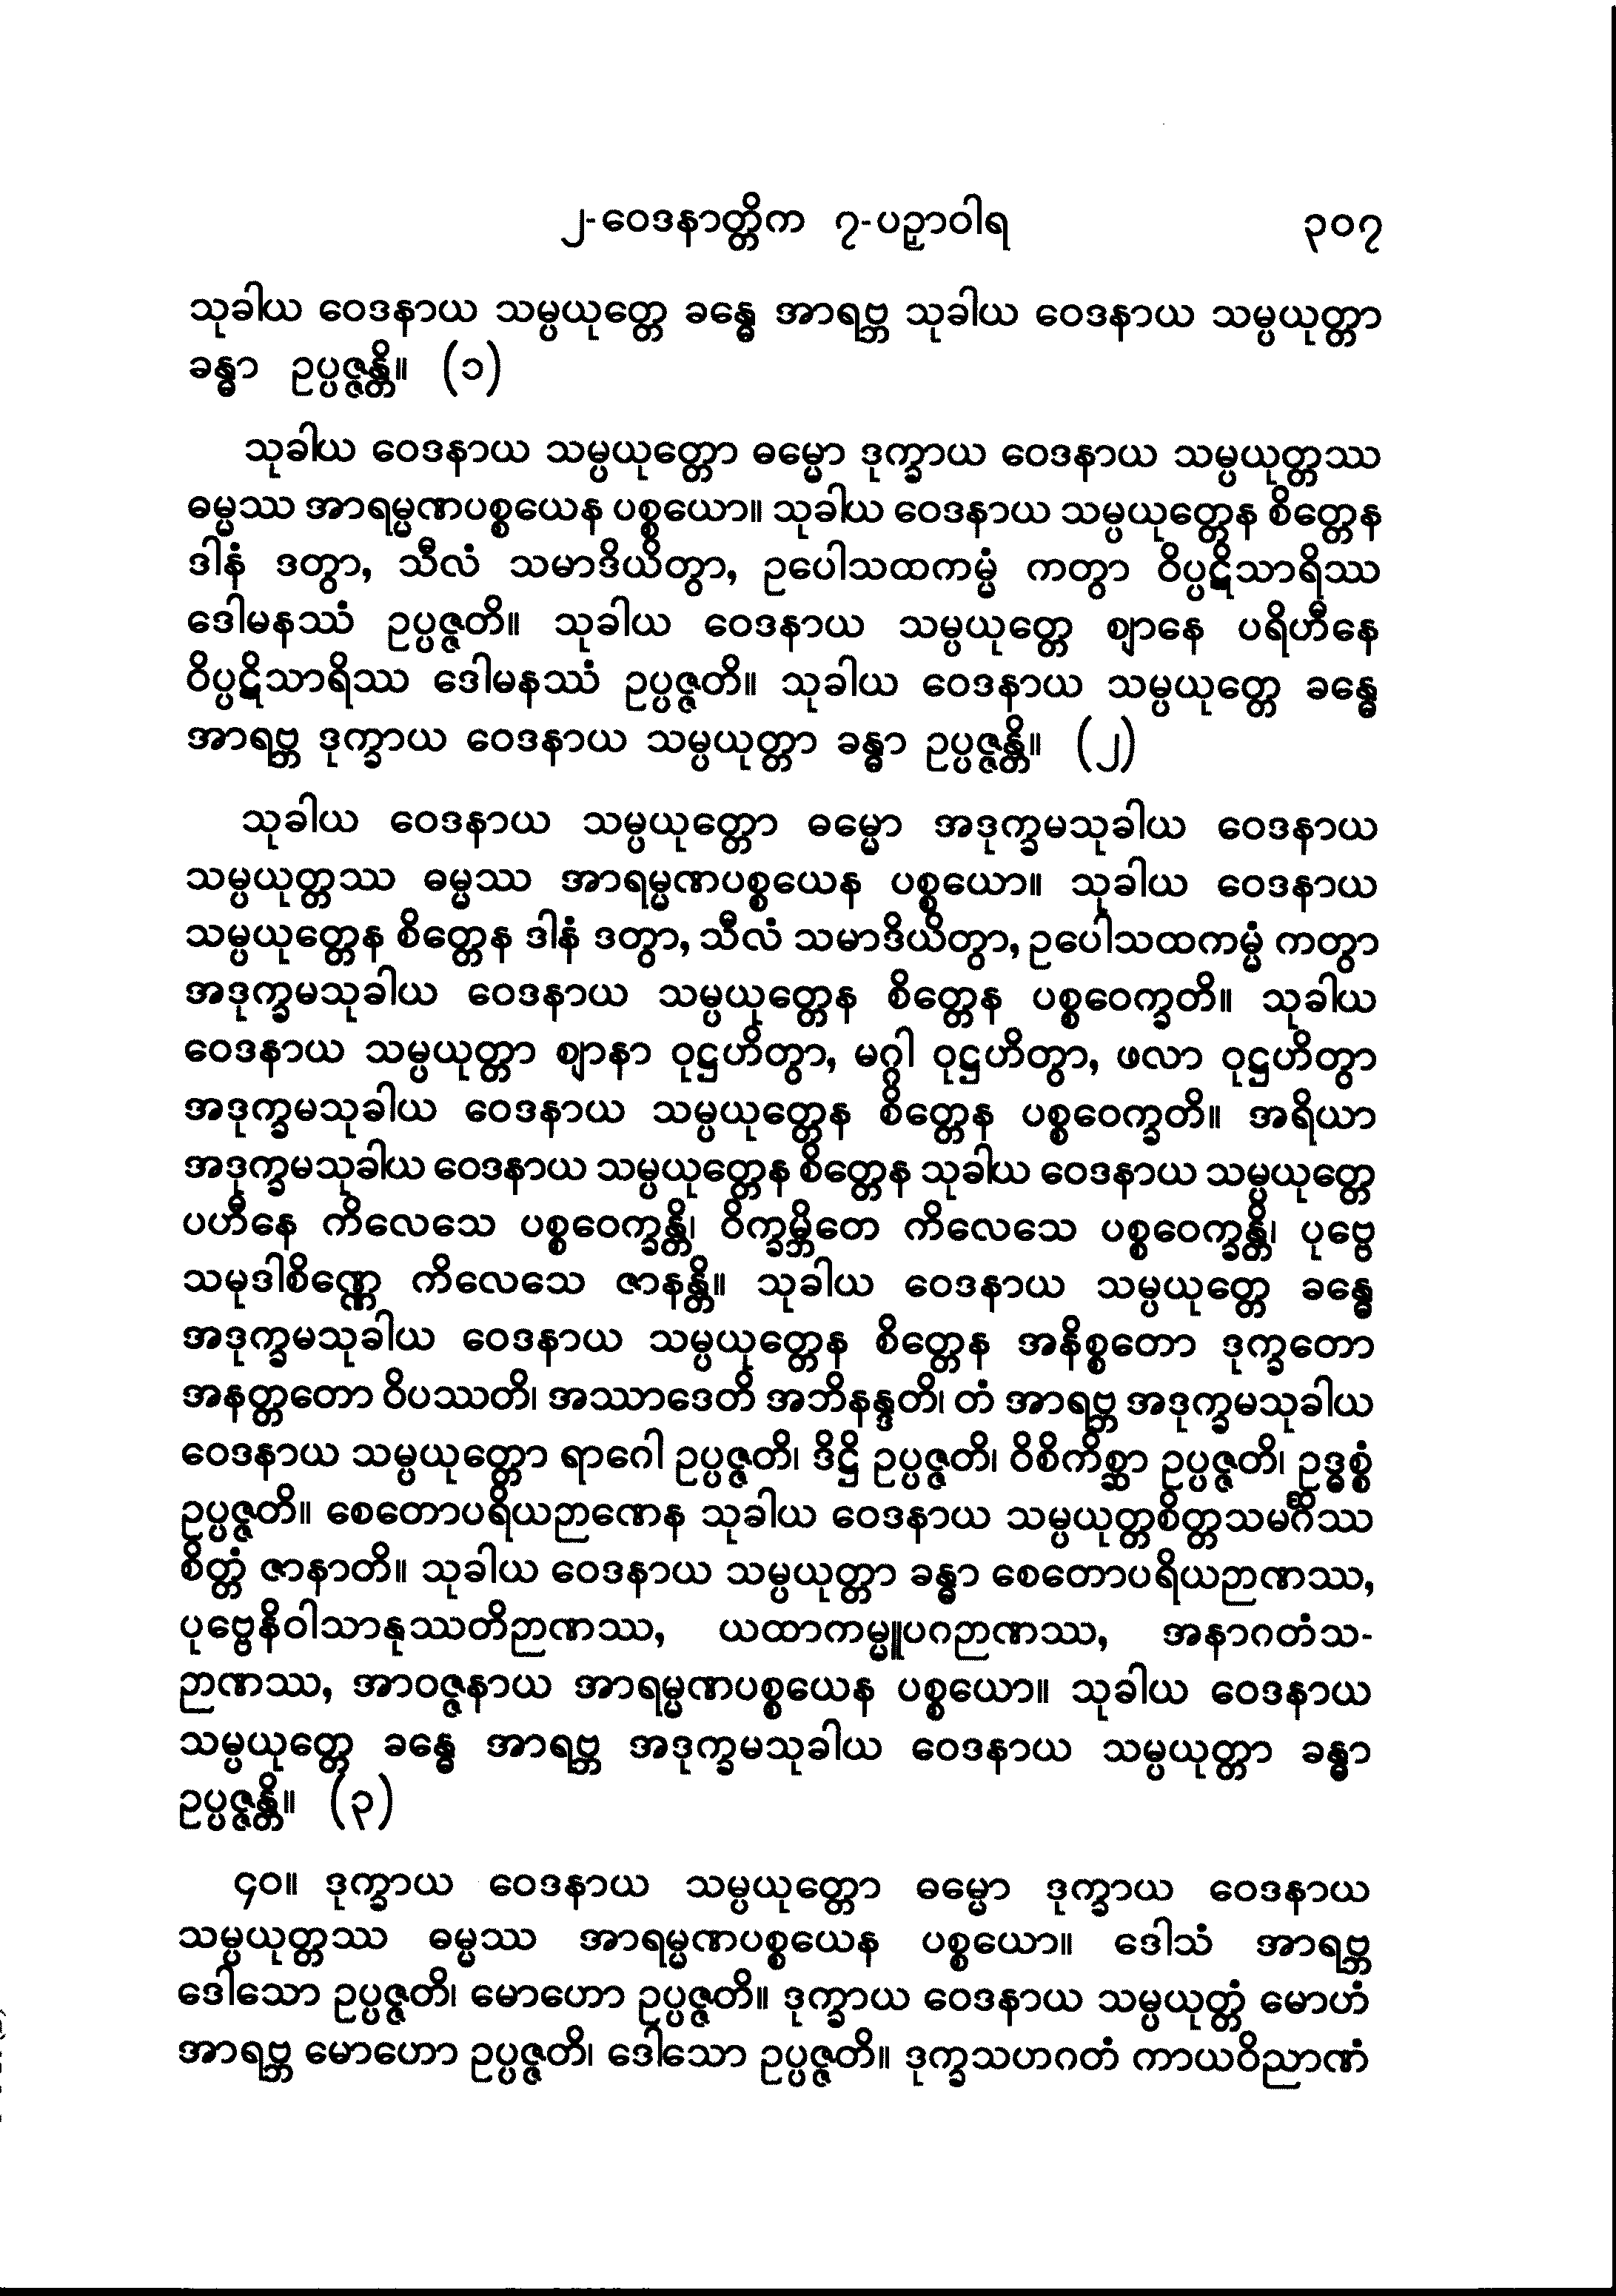 ၂-ဝေဒနာတ္တိက ၇-ပဉှာဝါရ ၃၀၇
သုခါယ ဝေဒနာယ သမ္ပယုတ္တေ ခန္ဓေ အာရဗ္ဘ သုခါယ ဝေဒနာယ သမ္ပယုတ္တာ
ခန္ဓာ ဥပ္ပဇ္ဇန္တိ။ (၁)
သုခါယ ဝေဒနာယ သမ္ပယုတ္တော ဓမ္မော ဒုက္ခာယ ဝေဒနာယ သမ္ပယုတ္တဿ
ဓမ္မဿ အာရမ္မဏပစ္စယေန ပစ္စယော။ သုခါယ ဝေဒနာယ သမ္ပယုတ္တေန စိတ္တေန
ဒါနံ ဒတွာ, သီလံ သမာဒိယိတွာ, ဥပေါသထကမ္မံ ကတွာ ဝိပ္ပဋိသာရိဿ
ဒေါမနဿံ ဥပ္ပဇ္ဇတိ။ သုခါယ ဝေဒနာယ သမ္ပယုတ္တေ ဈာနေ ပရိဟီနေ
ဝိပ္ပဋိသာရိဿ ဒေါမနဿံ ဥပ္ပဇ္ဇတိ။ သုခါယ ဝေဒနာယ သမ္ပယုတ္တေ ခန္ဓေ
အာရဗ္ဘ ဒုက္ခာယ ဝေဒနာယ သမ္ပယုတ္တာ ခန္ဓာ ဥပ္ပဇ္ဇန္တိ။ (၂)
သုခါယ ဝေဒနာယ သမ္ပယုတ္တော ဓမ္မော အဒုက္ခမသုခါယ ဝေဒနာယ
သမ္ပယုတ္တဿ ဓမ္မဿ အာရမ္မဏပစ္စယေန ပစ္စယော။ သုခါယ ဝေဒနာယ
သမ္ပယုတ္တေန စိတ္တေန ဒါနံ ဒတွာ, သီလံ သမာဒိယိတွာ, ဥပေါသထကမ္မံ ကတွာ
အဒုက္ခမသုခါယ ဝေဒနာယ သမ္ပယုတ္တေန စိတ္တေန ပစ္စဝေက္ခတိ။ သုခါယ
ဝေဒနာယ သမ္ပယုတ္တာ ဈာနာ ဝုဋ္ဌဟိတွာ, မဂ္ဂါ ဝုဋ္ဌဟိတွာ, ဖလာ ဝုဋ္ဌဟိတွာ
အဒုက္ခမသုခါယ ဝေဒနာယ သမ္ပယုတ္တေန စိတ္တေန ပစ္စဝေက္ခတိ။ အရိယာ
အဒုက္ခမသုခါယ ဝေဒနာယ သမ္ပယုတ္တေန စိတ္တေန သုခါယ ဝေဒနာယ သမ္ပယုတ္တေ
ပဟီနေ ကိလေသေ ပစ္စဝေက္ခန္တိ၊ ဝိက္ခမ္ဘိတေ ကိလေသေ ပစ္စဝေက္ခန္တိ၊ ပုဗ္ဗေ
သမုဒါစိဏ္ဏေ ကိလေသေ ဇာနန္တိ။ သုခါယ ဝေဒနာယ သမ္ပယုတ္တေ ခန္ဓေ
အဒုက္ခမသုခါယ ဝေဒနာယ သမ္ပယုတ္တေန စိတ္တေန အနိစ္စတော ဒုက္ခတော
အနတ္တတော ဝိပဿတိ၊ အဿာဒေတိ အဘိနန္ဒတိ၊ တံ အာရဗ္ဘ အဒုက္ခမသုခါယ
ဝေဒနာယ သမ္ပယုတ္တော ရာဂေါ ဥပ္ပဇ္ဇတိ၊ ဒိဋ္ဌိ ဥပ္ပဇ္ဇတိ၊ ဝိစိကိစ္ဆာ ဥပ္ပဇ္ဇတိ၊ ဥဒ္ဓစ္စံ
ဥပ္ပဇ္ဇတိ။ စေတောပရိယဉာဏေန သုခါယ ဝေဒနာယ သမ္ပယုတ္တစိတ္တသမင်္ဂိဿ
စိတ္တံ ဇာနာတိ။ သုခါယ ဝေဒနာယ သမ္ပယုတ္တာ ခန္ဓာ စေတောပရိယဉာဏဿ,
ပုဗ္ဗေနိဝါသာနုဿတိဉာဏဿ, ယထာကမ္မူပဂဉာဏဿ, အနာဂတံသ-
ဉာဏဿ, အာဝဇ္ဇနာယ အာရမ္မဏပစ္စယေန ပစ္စယော။ သုခါယ ဝေဒနာယ
သမ္ပယုတ္တေ ခန္ဓေ အာရဗ္ဘ အဒုက္ခမသုခါယ ဝေဒနာယ သမ္ပယုတ္တာ ခန္ဓာ
ဥပ္ပဇ္ဇန္တိ။ (၃)
၄၀။ ဒုက္ခာယ ဝေဒနာယ သမ္ပယုတ္တော ဓမ္မော ဒုက္ခာယ ဝေဒနာယ
သမ္ပယုတ္တဿ ဓမ္မဿ အာရမ္မဏပစ္စယေန ပစ္စယော။ ဒေါသံ အာရဗ္ဘ
ဒေါသော ဥပ္ပဇ္ဇတိ၊ မောဟော ဥပ္ပဇ္ဇတိ။ ဒုက္ခာယ ဝေဒနာယ သမ္ပယုတ္တံ မောဟံ
အာရဗ္ဘ မောဟော ဥပ္ပဇ္ဇတိ၊ ဒေါသော ဥပ္ပဇ္ဇတိ။ ဒုက္ခသဟဂတံ ကာယဝိညာဏံ